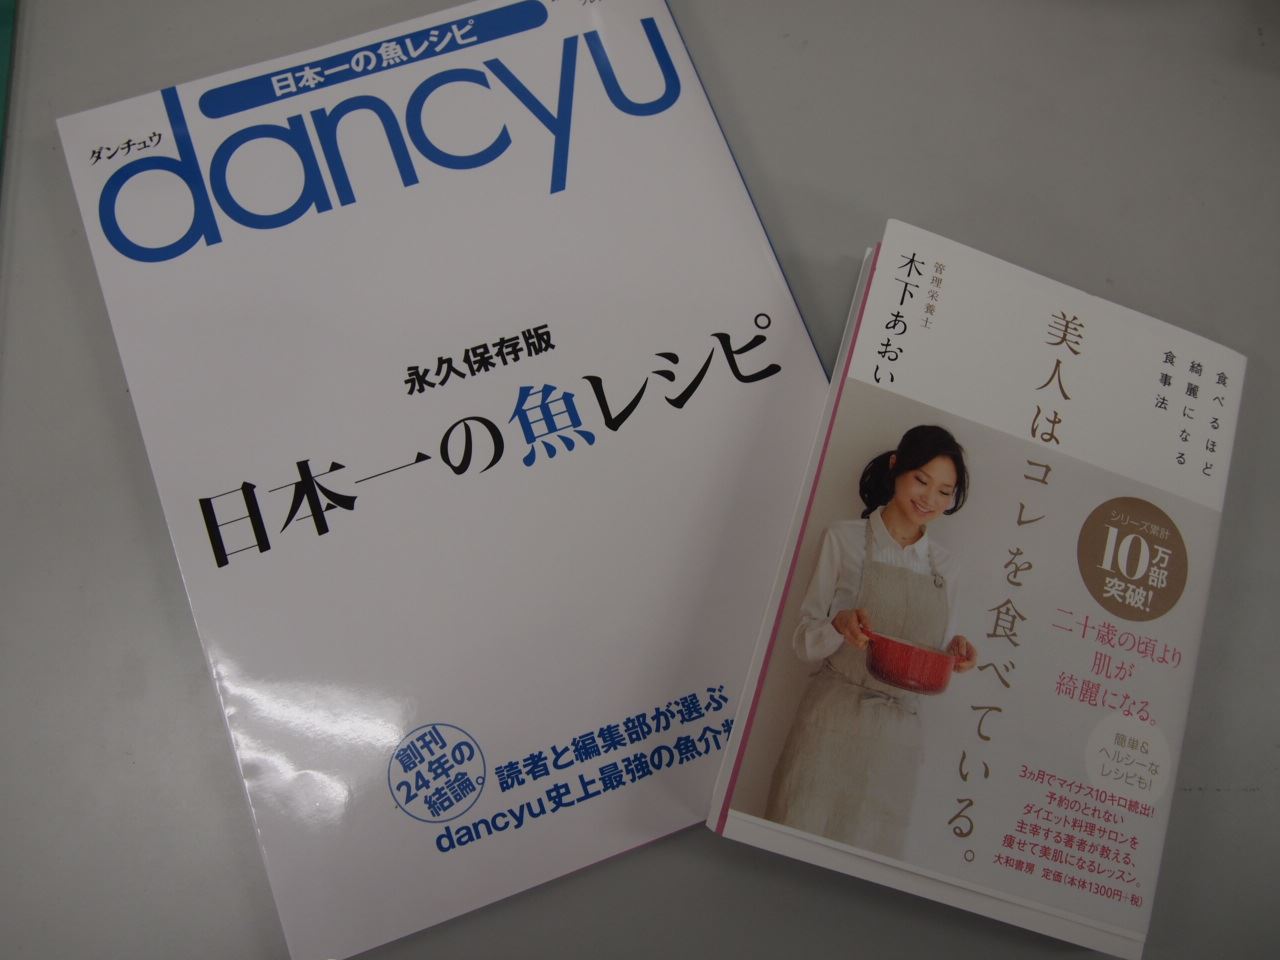 日本一の魚レシピ
ダンチュウ
dancyu
永久保存版
日本一の魚レシピ
創刊
24年の
結論。
読者と編集部が選ぶ
dancyu史上最強の魚介料
食べるほど
綺麗になる
食事法
美人はコレを食べている。
管理栄養士
木下あおい
シリーズ累計
10万部
突破!
二十歳の頃より
肌が
綺麗になる。
簡単&
ヘルシーな
レシピも!
3ヵ月でマイナス10キロ続出!
予約のとれない
ダイエット料理サロンを
主宰する著者が教える、
痩せて美肌になるレッスン。
大和書房 定価(本体1300円+税)